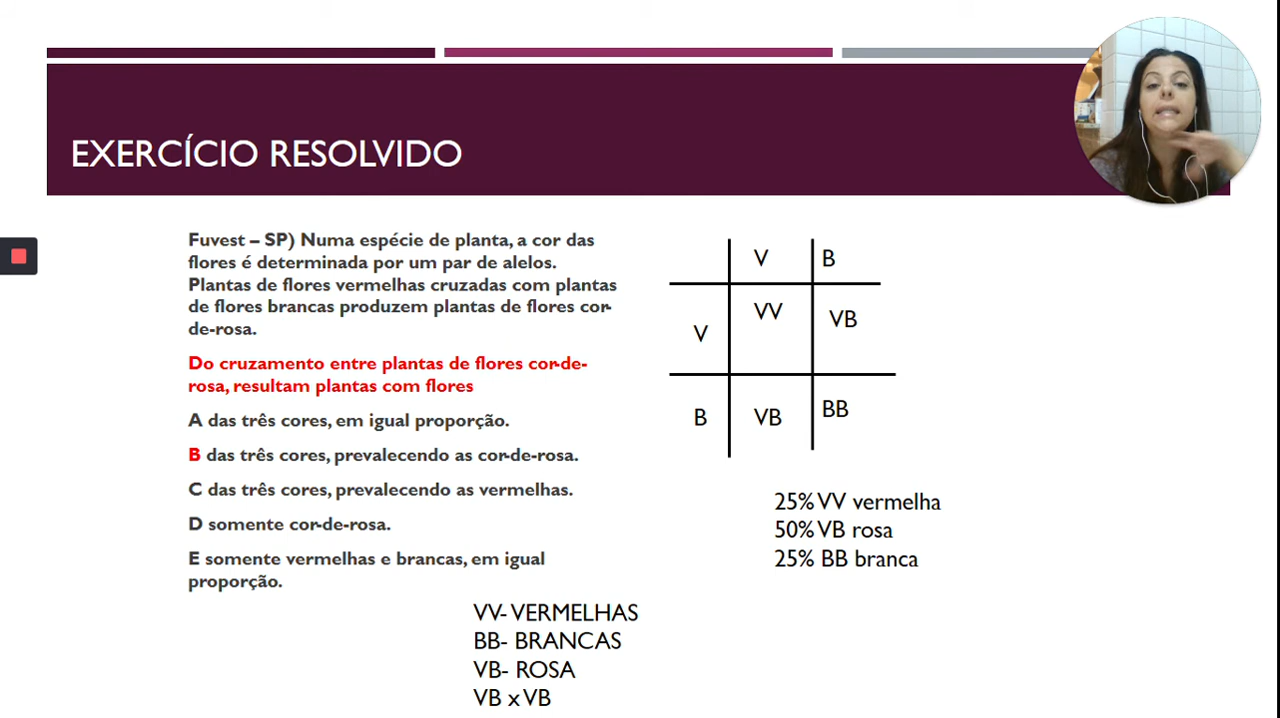 EXERCÍCIO RESOLVIDO
Fuvest – SP) Numa espécie de planta, a cor das
flores é determinada por um par de alelos.
Plantas de flores vermelhas cruzadas com plantas
de flores brancas produzem plantas de flores cor-
de-rosa.
Do cruzamento entre plantas de flores cor-de-
rosa, resultam plantas com flores
A das três cores, em igual proporção.
B das três cores, prevalecendo as cor-de-rosa.
C das três cores, prevalecendo as vermelhas.
D somente cor-de-rosa.
E somente vermelhas e brancas, em igual
proporção.
V B
V VV VB
B VB BB
25% VV vermelha
50% VB rosa
25% BB branca
VV- VERMELHAS
BB- BRANCAS
VB- ROSA
VB x VB